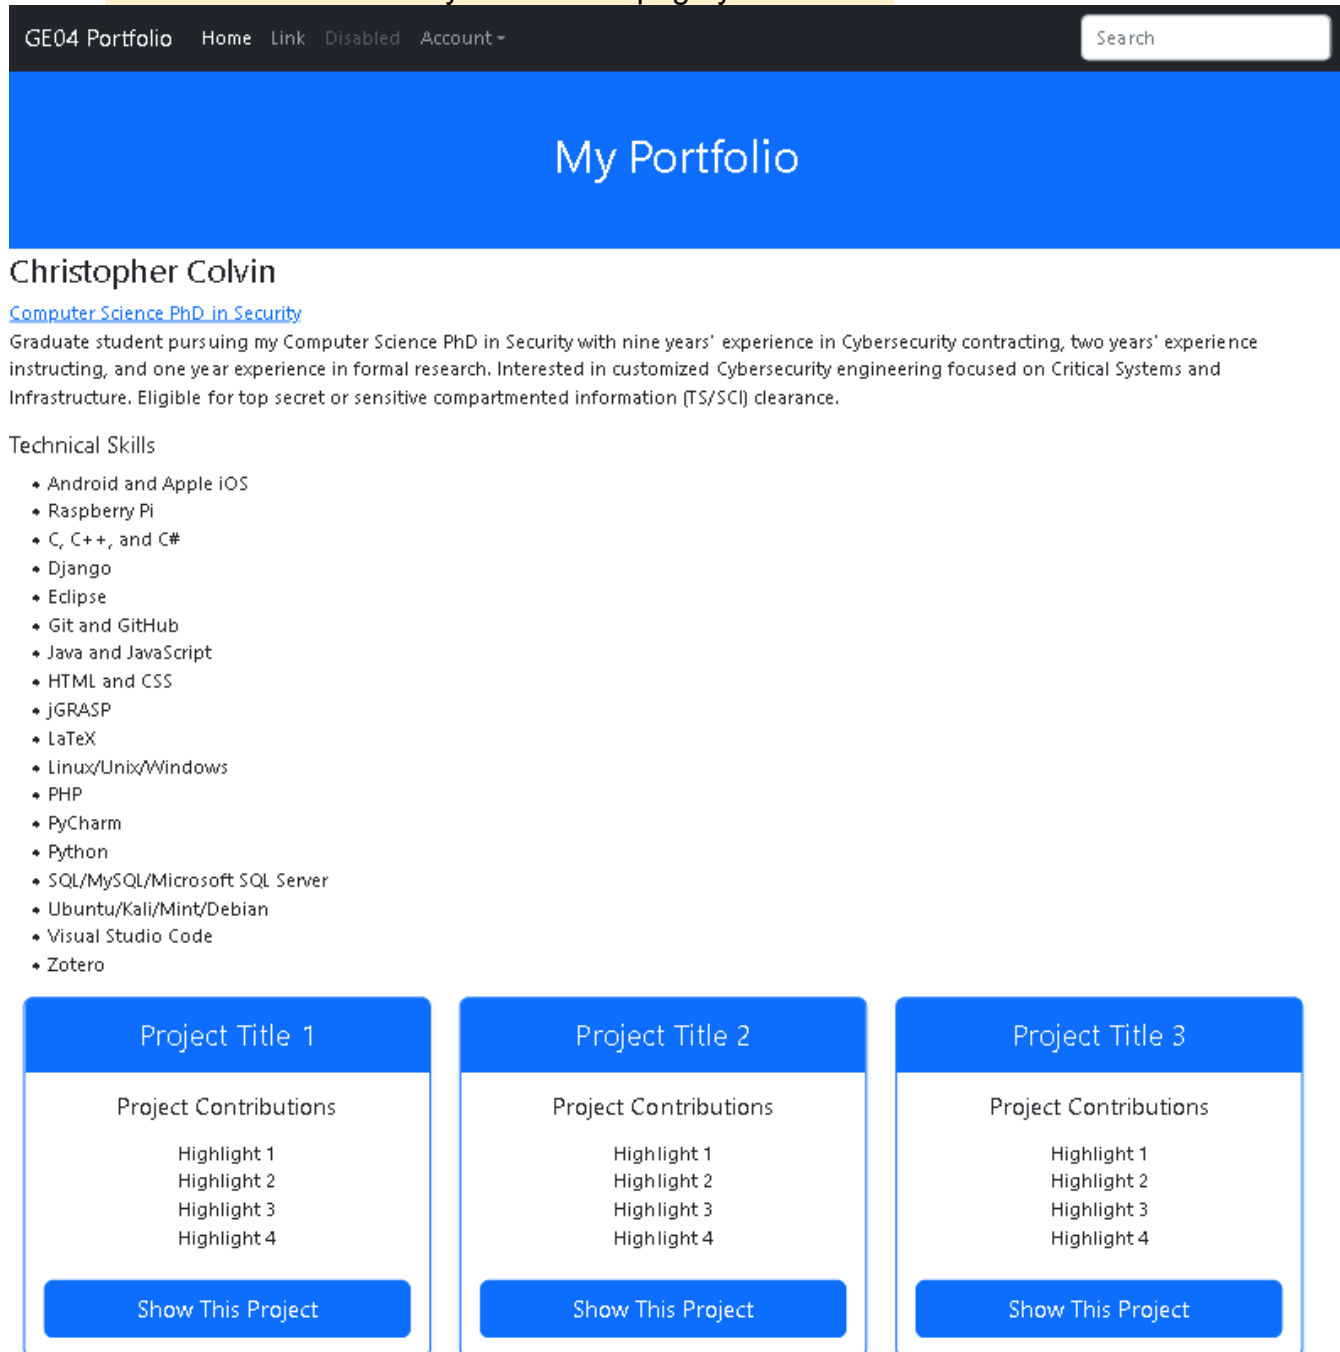 GE04 Portfolio Home Link Disabled Account Search
My Portfolio
Christopher Colvin
Computer Science PhD in Security
Graduate student pursuing my Computer Science PhD in Security with nine years' experience in Cybersecurity contracting, two years' experience
instructing, and one year experience in formal research. Interested in customized Cybersecurity engineering focused on Critical Systems and
Infrastructure. Eligible for top secret or sensitive compartmented information (TS/SCI) clearance.
Technical Skills
• Android and Apple iOS
• Raspberry Pi
• C, C++, and C#
• Django
• Eclipse
• Git and GitHub
• Java and JavaScript
• HTML and CSS
• jGRASP
• LaTeX
• Linux/Unix/Windows
• PHP
• PyCharm
• Python
• SQL/MySQL/Microsoft SQL Server
• Ubuntu/Kali/Mint/Debian
• Visual Studio Code
• Zotero
Project Title 1
Project Contributions
Highlight 1
Highlight 2
Highlight 3
Highlight 4
Show This Project
Project Title 2
Project Contributions
Highlight 1
Highlight 2
Highlight 3
Highlight 4
Show This Project
Project Title 3
Project Contributions
Highlight 1
Highlight 2
Highlight 3
Highlight 4
Show This Project